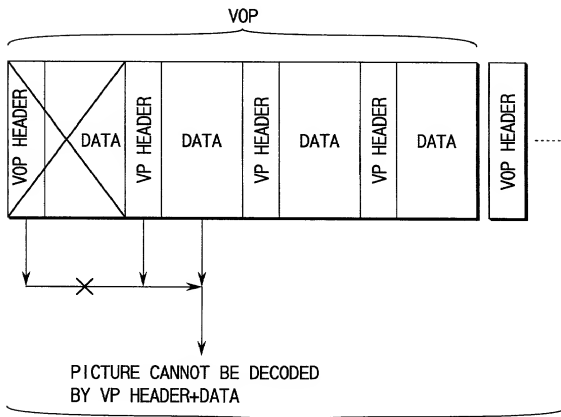 VOP
VOP HEADER
DATA
VP HEADER
DATA
VP HEADER
DATA
VP HEADER
DATA
VOP HEADER
PICTURE CANNOT BE DECODED
BY VP HEADER+DATA